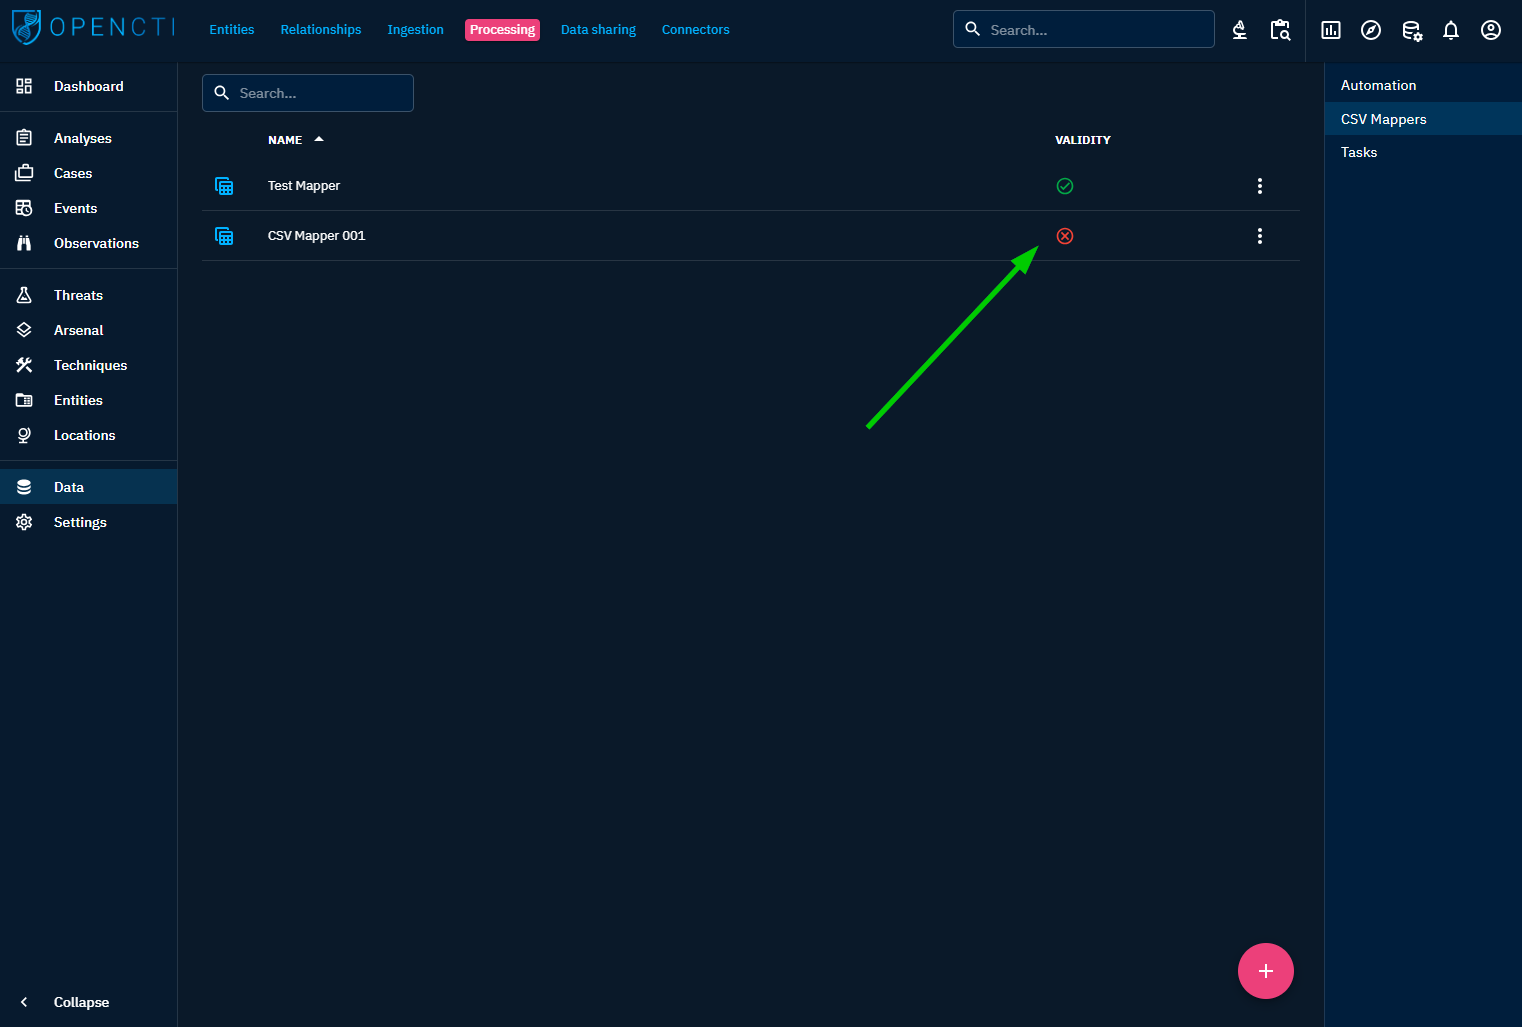 OPENCTI
Entities Relationships Ingestion Processing Data sharing Connectors
Search...
Dashboard
Analyses
Cases
Events
Observations
Threats
Arsenal
Techniques
Entities
Locations
Data
Settings
Collapse
Search...
NAME VALIDITY
Test Mapper
CSV Mapper 001
Automation
CSV Mappers
Tasks